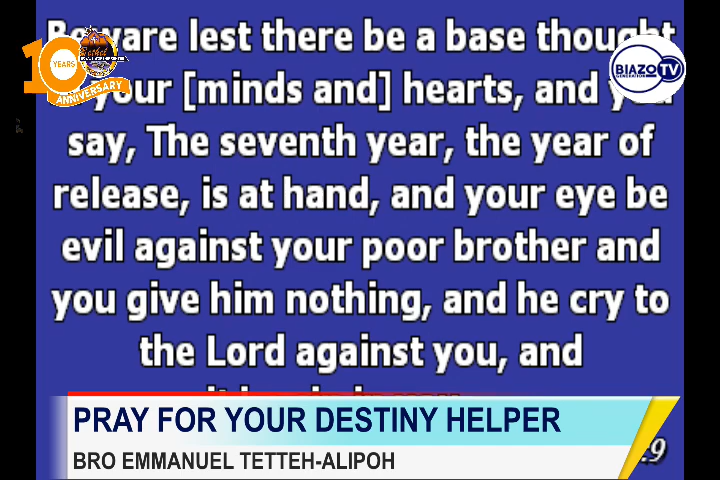 Beware lest there be a base thought
your [minds and] hearts, and you
say, The seventh year, the year of
release, is at hand, and your eye be
evil against your poor brother and
you give him nothing, and he cry to
the Lord against you, and
10
YEARS
ANNIVERSARY
BIAZO TV
GENERATION
PRAY FOR YOUR DESTINY HELPER
BRO EMMANUEL TETTEH-ALIPOH